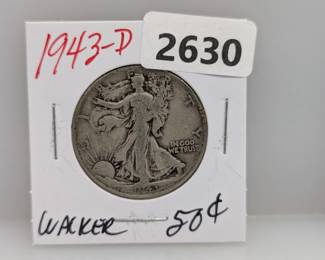 1943-D
2630
IN GOD
WE TRUST
WALKER 50¢